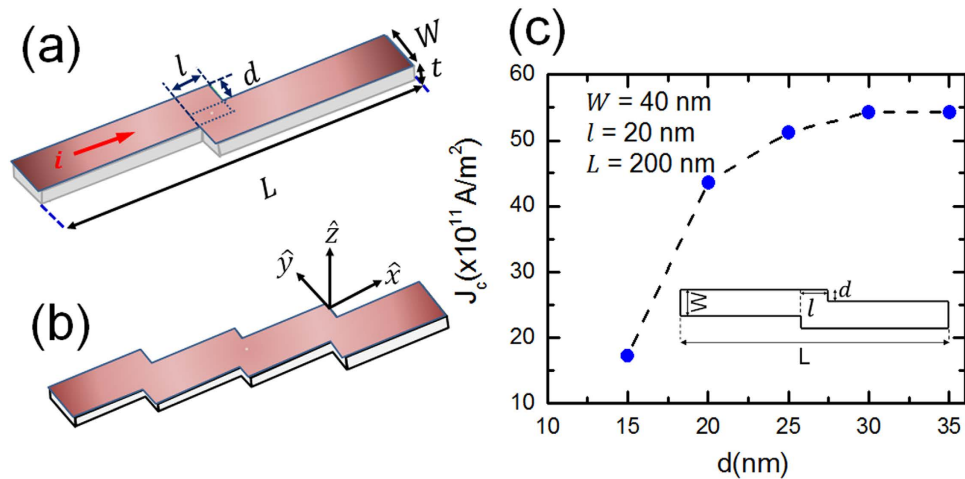 (a)
l
d
W
t
i
L
(b)
ŷ
ẑ
x̂
(c)
W = 40 nm
l = 20 nm
L = 200 nm
J_c(x10^11 A/m^2)
60
50
40
30
20
10
W
l
d
L
10 15 20 25 30 35
d(nm)